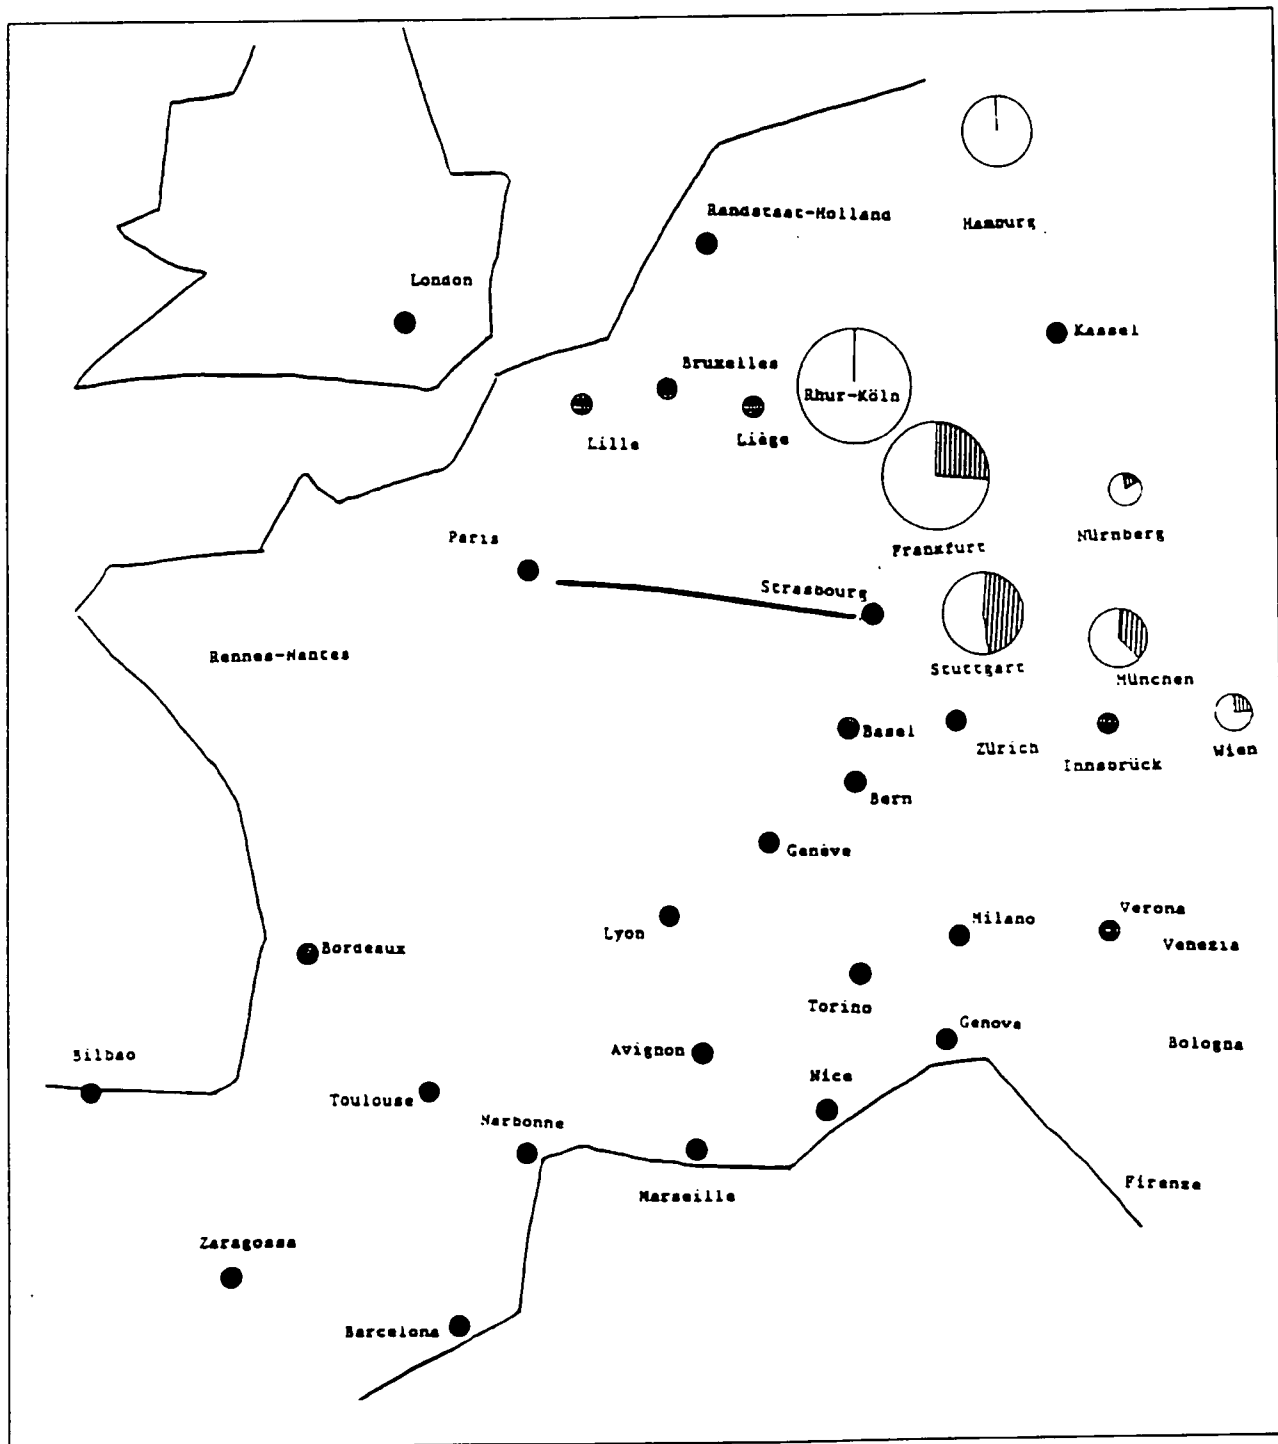 Randstaat-Holland
Hamburg
London
Kassel
Bruxelles
Rhur-Köln
Lille
Liège
Paris
Frankfurt
Nürnberg
Strasbourg
Rennes-Nantes
Stuttgart
München
Basel
Zürich
Innsbrück
Wien
Bern
Genève
Lyon
Milano
Verona
Venezia
Bordeaux
Torino
Genova
Bologna
Bilbao
Avignon
Nice
Toulouse
Narbonne
Marseille
Firenze
Zaragossa
Barcelona